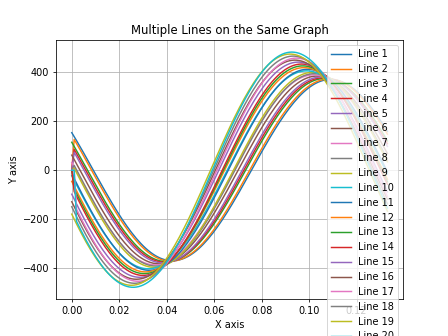 Multiple Lines on the Same Graph
Y axis
400
200
0
−200
−400
0.00
0.02
0.04
0.06
0.08
0.10
X axis
Line 1
Line 2
Line 3
Line 4
Line 5
Line 6
Line 7
Line 8
Line 9
Line 10
Line 11
Line 12
Line 13
Line 14
Line 15
Line 16
Line 17
Line 18
Line 19
Line 20